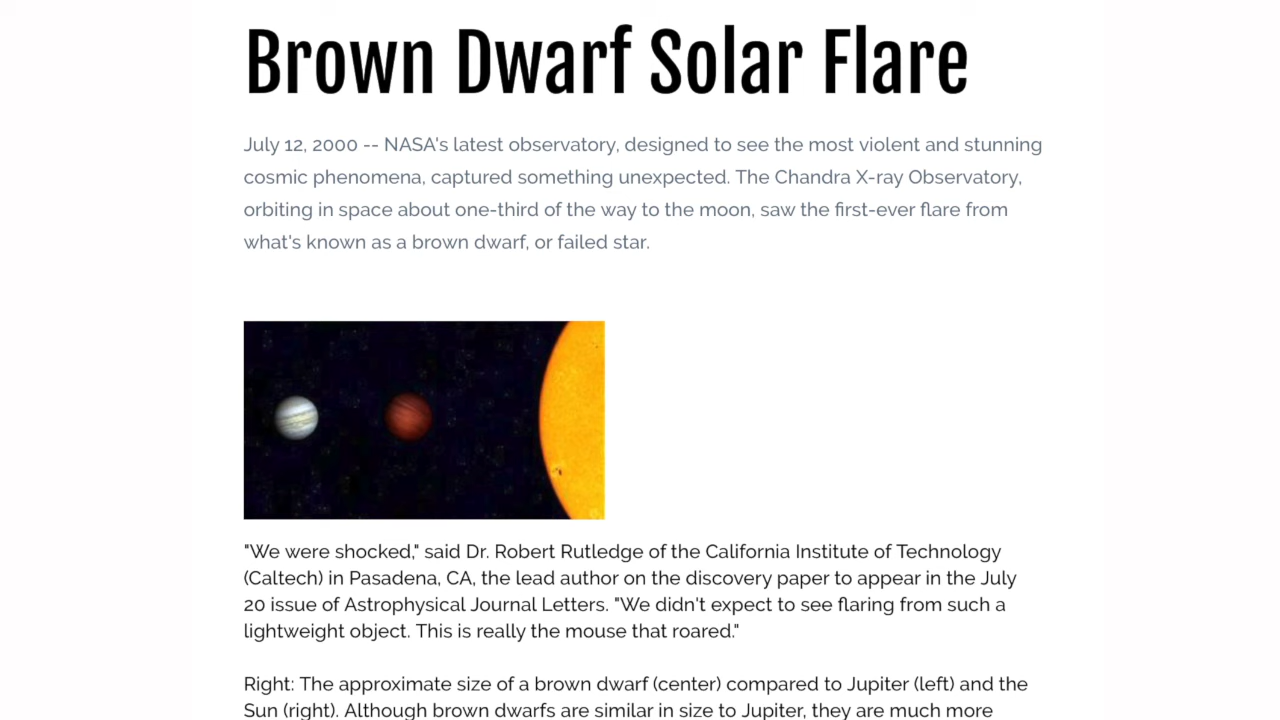 Brown Dwarf Solar Flare
July 12, 2000 -- NASA's latest observatory, designed to see the most violent and stunning
cosmic phenomena, captured something unexpected. The Chandra X-ray Observatory,
orbiting in space about one-third of the way to the moon, saw the first-ever flare from
what's known as a brown dwarf, or failed star.
"We were shocked," said Dr. Robert Rutledge of the California Institute of Technology
(Caltech) in Pasadena, CA, the lead author on the discovery paper to appear in the July
20 issue of Astrophysical Journal Letters. "We didn't expect to see flaring from such a
lightweight object. This is really the mouse that roared."
Right: The approximate size of a brown dwarf (center) compared to Jupiter (left) and the
Sun (right). Although brown dwarfs are similar in size to Jupiter, they are much more